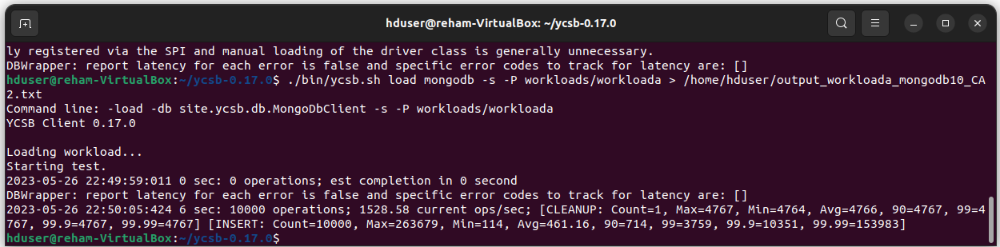 hduser@reham-VirtualBox: ~/ycsb-0.17.0
ly registered via the SPI and manual loading of the driver class is generally unnecessary.
DBWrapper: report latency for each error is false and specific error codes to track for latency are: []
hduser@reham-VirtualBox:~/ycsb-0.17.0$ ./bin/ycsb.sh load mongodb -s -P workloads/workloada > /home/hduser/output_workloada_mongodb10_CA
2.txt
Command line: -load -db site.ycsb.db.MongoDbClient -s -P workloads/workloada
YCSB Client 0.17.0
Loading workload...
Starting test.
2023-05-26 22:49:59:011 0 sec: 0 operations; est completion in 0 second
DBWrapper: report latency for each error is false and specific error codes to track for latency are: []
2023-05-26 22:50:05:424 6 sec: 10000 operations; 1528.58 current ops/sec; [CLEANUP: Count=1, Max=4767, Min=4764, Avg=4766, 90=4767, 99=4
767, 99.9=4767, 99.99=4767] [INSERT: Count=10000, Max=263679, Min=114, Avg=461.16, 90=714, 99=3759, 99.9=10351, 99.99=153983]
hduser@reham-VirtualBox:~/ycsb-0.17.0$